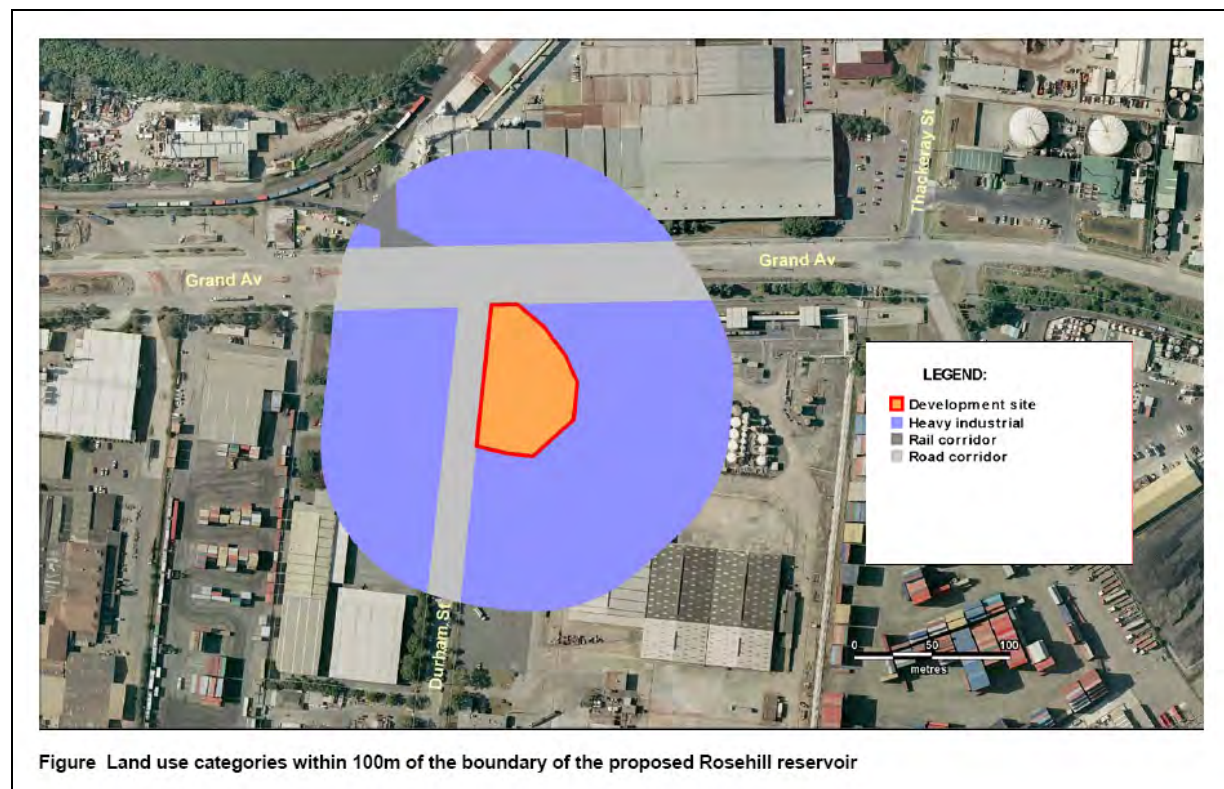 Thackeray St
Grand Av
Grand Av
LEGEND:
Development site
Heavy industrial
Rail corridor
Road corridor
Durham St
0 50 100
metres
Figure Land use categories within 100m of the boundary of the proposed Rosehill reservoir